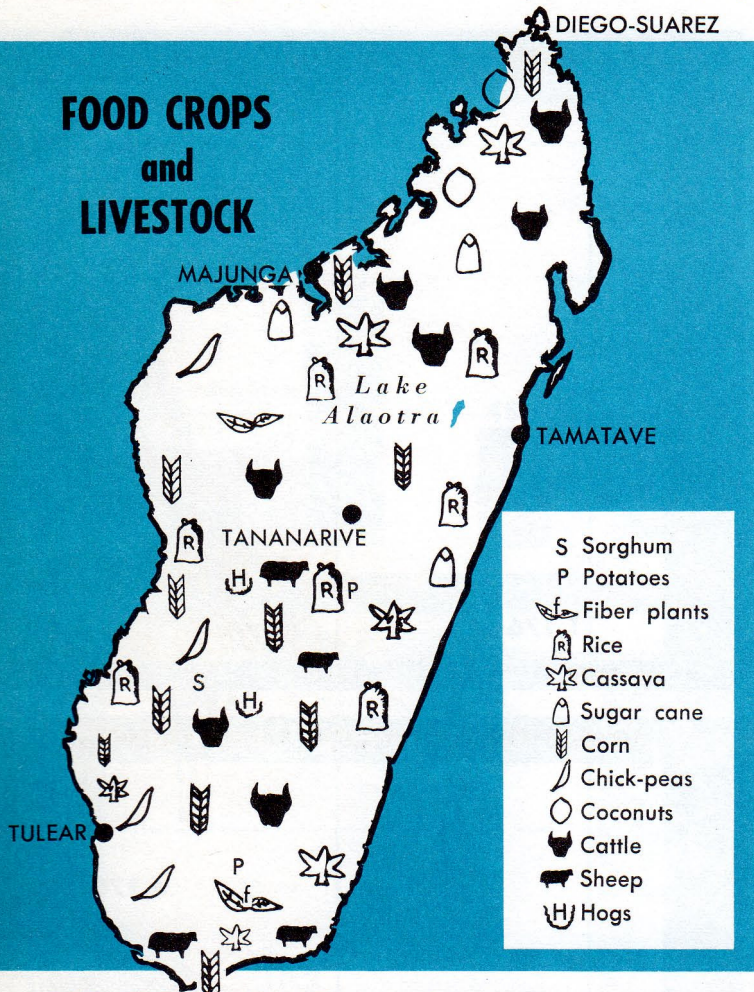 DIEGO-SUAREZ
FOOD CROPS
and
LIVESTOCK
MAJUNGA
R
R
Lake
Alaotra
TAMATAVE
R
TANANARIVE
R
H
R
P
R
S
H
R
TULEAR
P
f
S Sorghum
P Potatoes
f Fiber plants
R Rice
Cassava
Sugar cane
Corn
Chick-peas
Coconuts
Cattle
Sheep
H Hogs